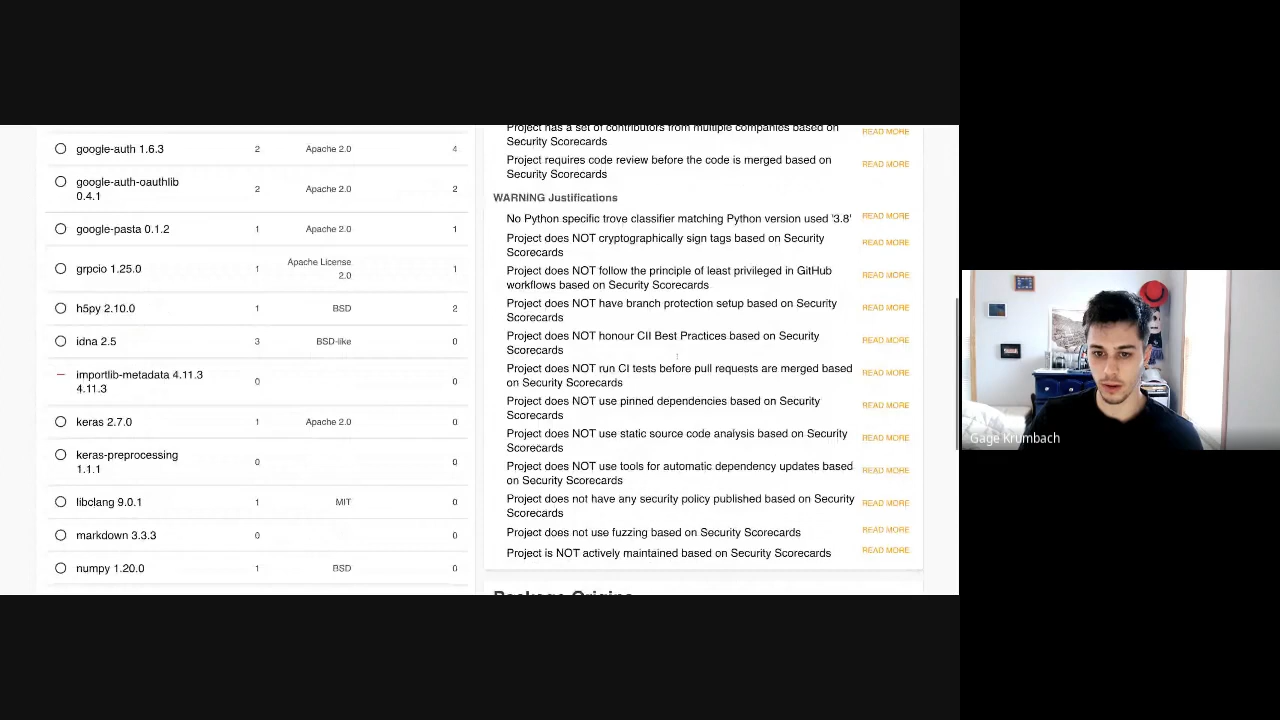 google-auth 1.6.3 2 Apache 2.0 4
google-auth-oauthlib
0.4.1 2 Apache 2.0 2
google-pasta 0.1.2 1 Apache 2.0 1
grpcio 1.25.0 1 Apache License
2.0 1
h5py 2.10.0 1 BSD 2
idna 2.5 3 BSD-like 0
importlib-metadata 4.11.3
4.11.3 0 0
keras 2.7.0 1 Apache 2.0 0
keras-preprocessing
1.1.1 0 0
libclang 9.0.1 1 MIT 0
markdown 3.3.3 0 0
numpy 1.20.0 1 BSD 0
Project has a set of contributors from multiple companies based on READ MORE
Security Scorecards
Project requires code review before the code is merged based on READ MORE
Security Scorecards
WARNING Justifications
No Python specific trove classifier matching Python version used '3.8' READ MORE
Project does NOT cryptographically sign tags based on Security READ MORE
Scorecards
Project does NOT follow the principle of least privileged in GitHub READ MORE
workflows based on Security Scorecards
Project does NOT have branch protection setup based on Security READ MORE
Scorecards
Project does NOT honour CII Best Practices based on Security READ MORE
Scorecards
Project does NOT run CI tests before pull requests are merged based READ MORE
on Security Scorecards
Project does NOT use pinned dependencies based on Security READ MORE
Scorecards
Project does NOT use static source code analysis based on Security READ MORE
Scorecards
Project does NOT use tools for automatic dependency updates based READ MORE
on Security Scorecards
Project does not have any security policy published based on Security READ MORE
Scorecards
Project does not use fuzzing based on Security Scorecards READ MORE
Project is NOT actively maintained based on Security Scorecards READ MORE
Package Origins
Gage Krumbach